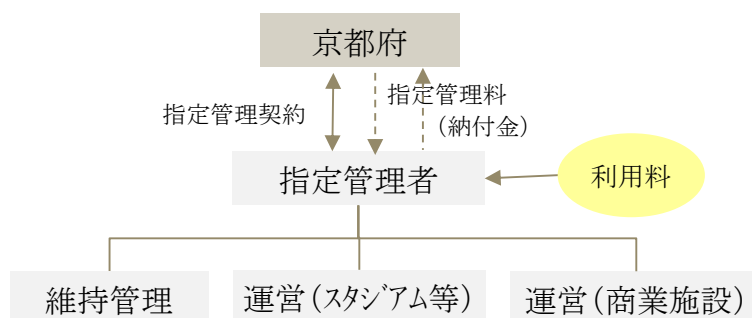 京都府
指定管理契約
指定管理料
（納付金）
指定管理者
利用料
維持管理
運営（ｽﾀｼﾞｱﾑ等）
運営（商業施設）